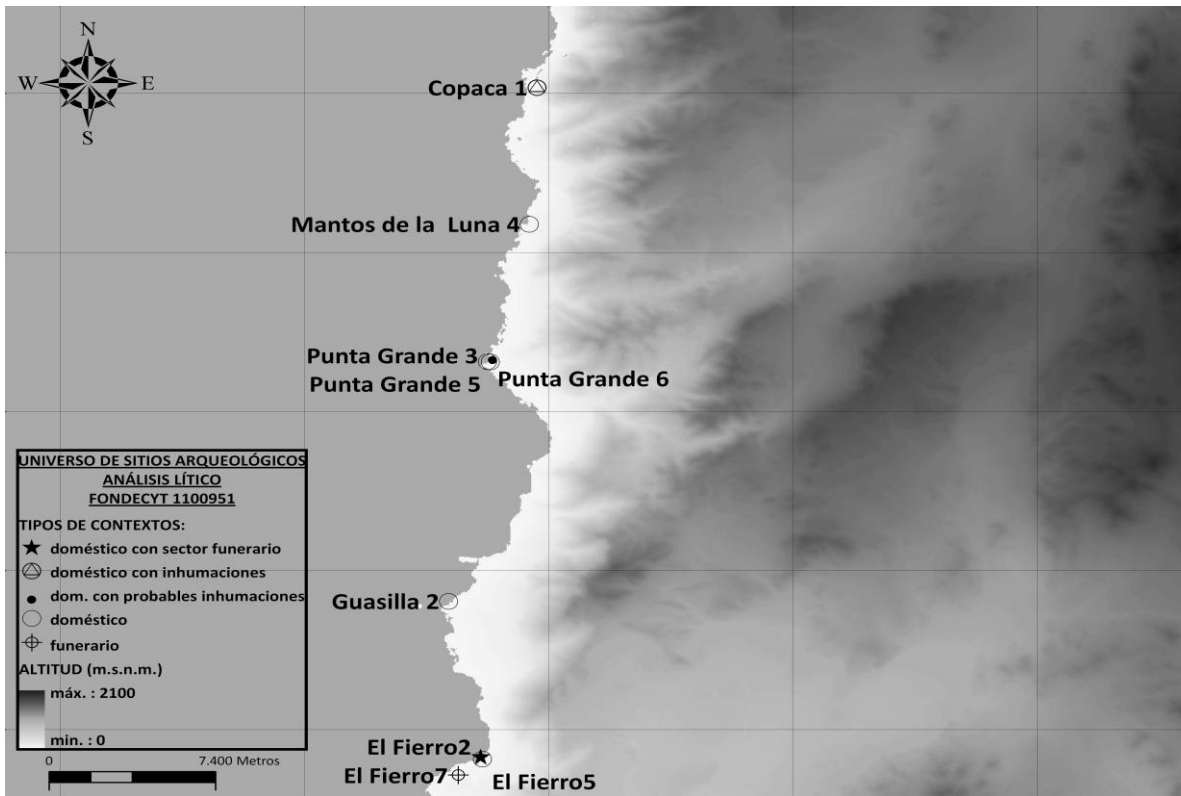 N
W E
S
Copaca 1
Mantos de la Luna 4
Punta Grande 3
Punta Grande 5
Punta Grande 6
UNIVERSO DE SITIOS ARQUEOLÓGICOS
ANÁLISIS LÍTICO
FONDECYT 1100951
TIPOS DE CONTEXTOS:
doméstico con sector funerario
doméstico con inhumaciones
dom. con probables inhumaciones
doméstico
funerario
ALTITUD (m.s.n.m.)
máx. : 2100
min. : 0
0 7.400 Metros
Guasilla 2
El Fierro2
El Fierro7
El Fierro5